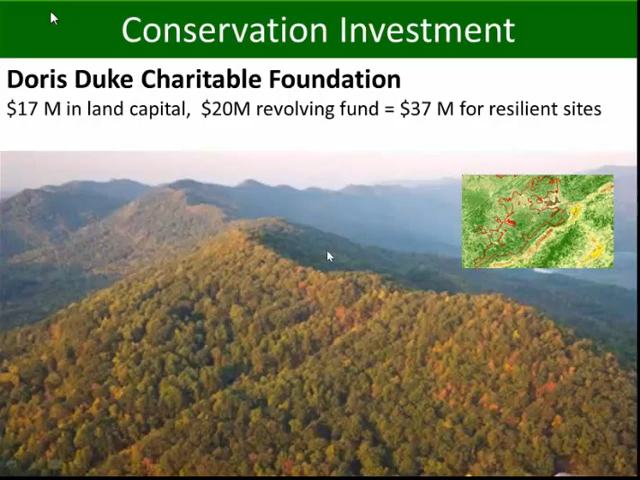 Conservation Investment
Doris Duke Charitable Foundation
$17 M in land capital, $20M revolving fund = $37 M for resilient sites